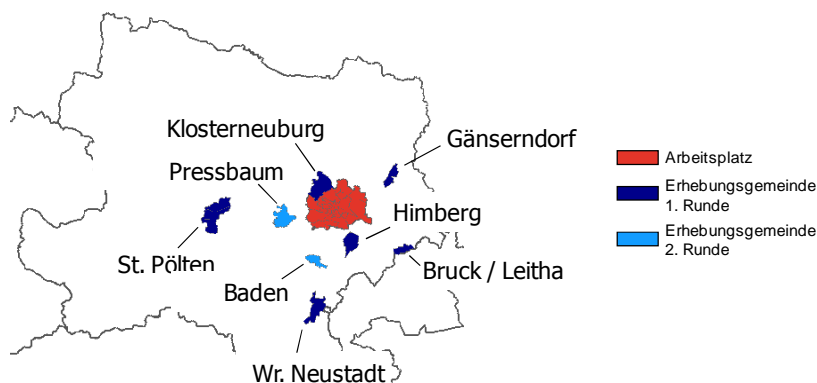 Klosterneuburg
Gänserndorf
Pressbaum
Himberg
St. Pölten
Baden
Bruck / Leitha
Wr. Neustadt
Arbeitsplatz
Erhebungsgemeinde
1. Runde
Erhebungsgemeinde
2. Runde